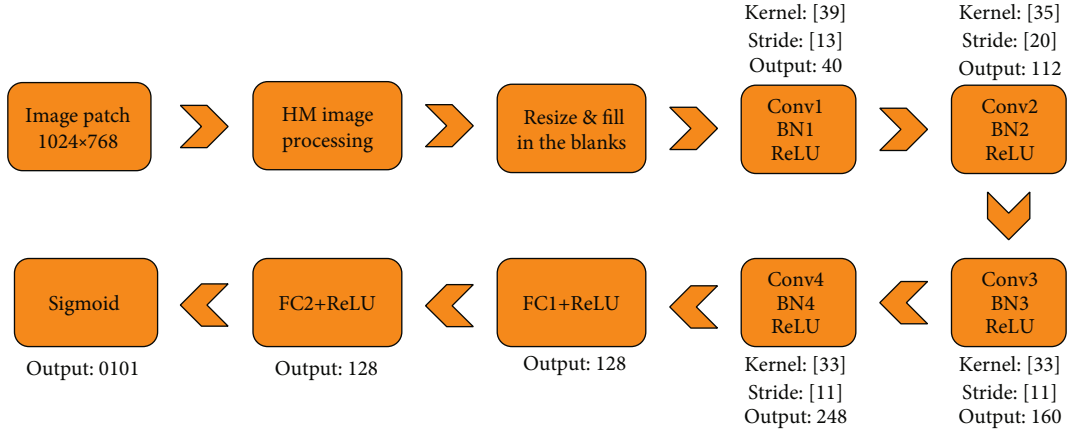 Image patch
1024×768
HM image
processing
Resize & fill
in the blanks
Kernel: [39]
Stride: [13]
Output: 40
Conv1
BN1
ReLU
Kernel: [35]
Stride: [20]
Output: 112
Conv2
BN2
ReLU
Conv3
BN3
ReLU
Kernel: [33]
Stride: [11]
Output: 160
Conv4
BN4
ReLU
Kernel: [33]
Stride: [11]
Output: 248
FC1+ReLU
Output: 128
FC2+ReLU
Output: 128
Sigmoid
Output: 0101